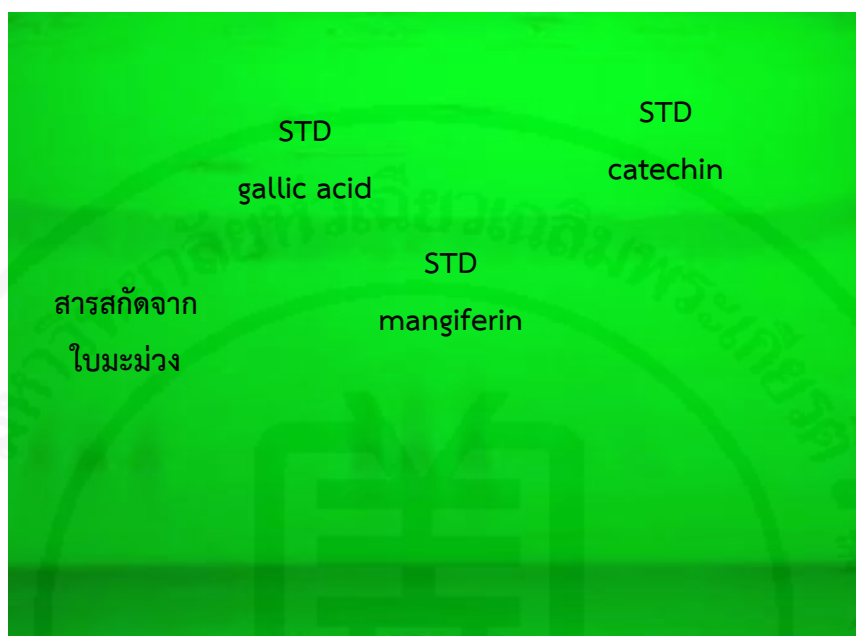 STD
gallic acid
STD
catechin
STD
mangiferin
สารสกัดจาก
ใบมะม่วง